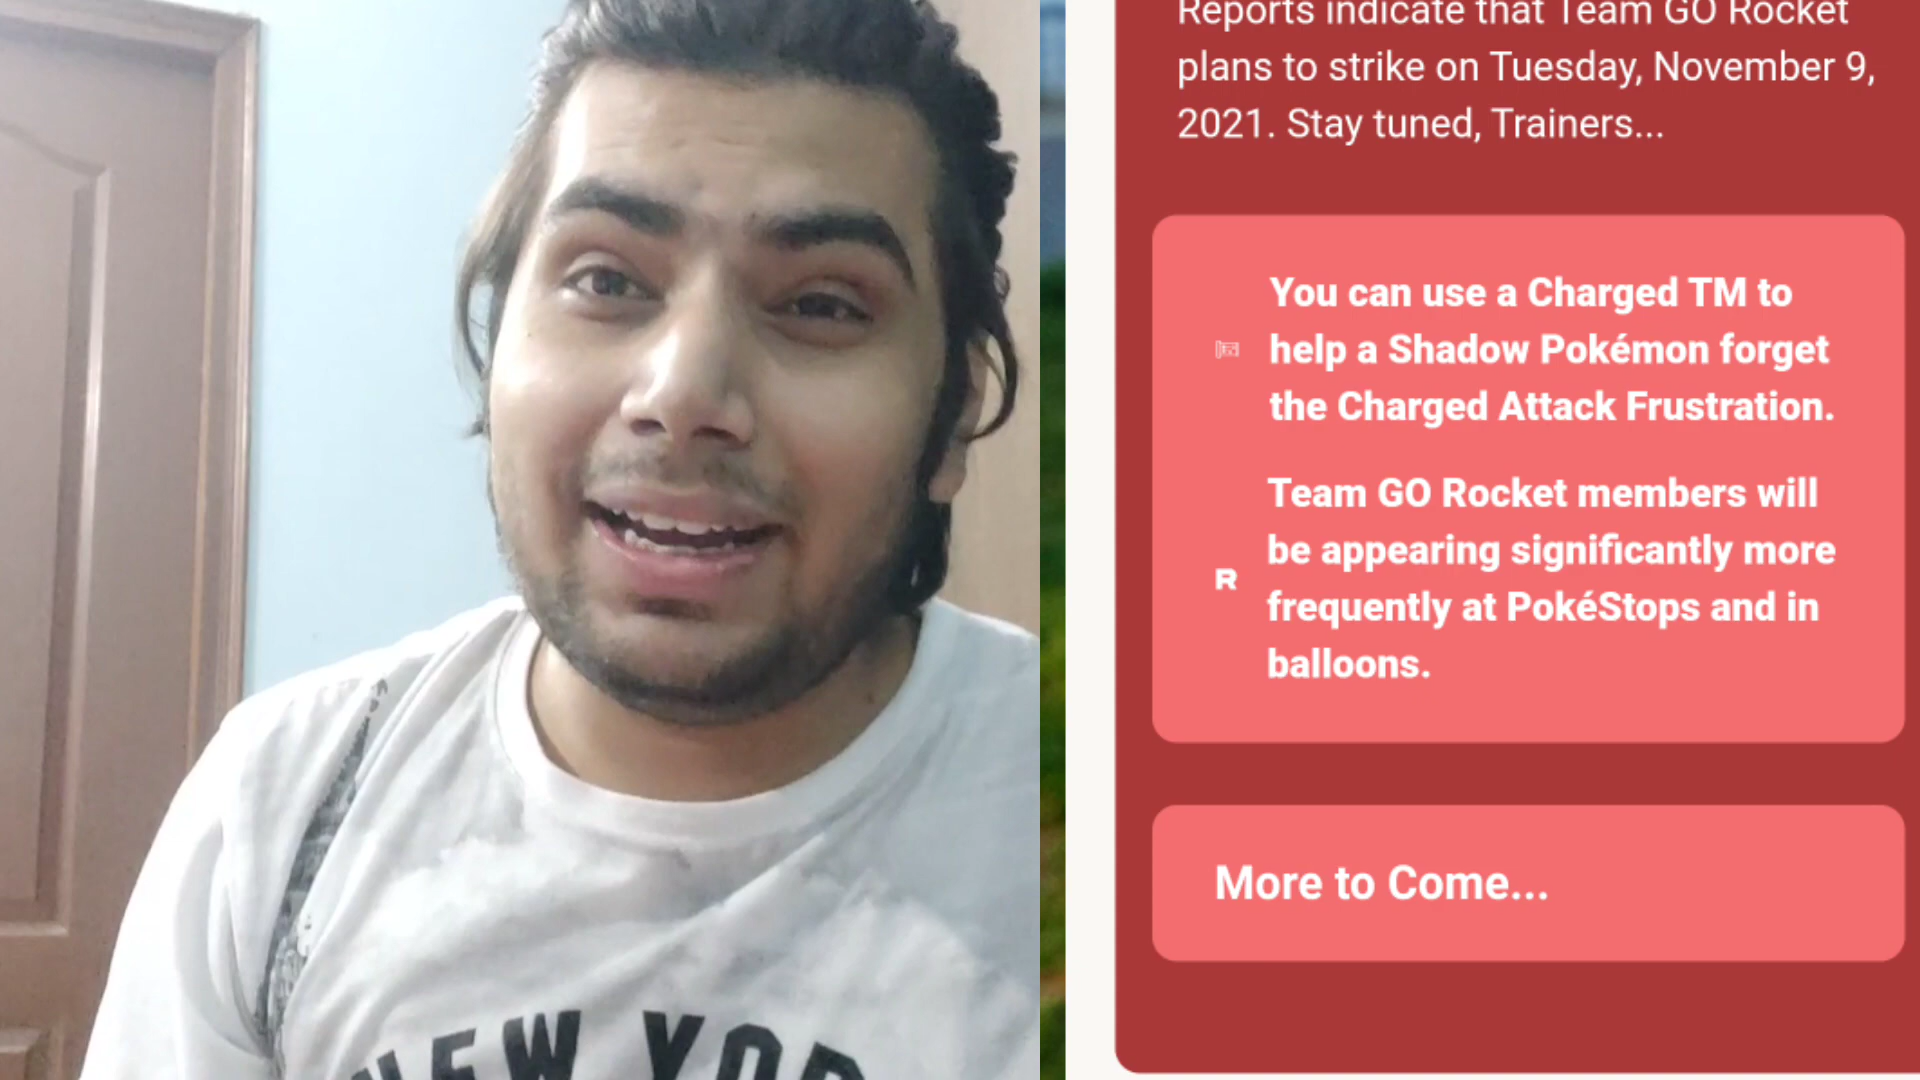 Reports indicate that Team GO Rocket
plans to strike on Tuesday, November 9,
2021. Stay tuned, Trainers...
You can use a Charged TM to
help a Shadow Pokémon forget
the Charged Attack Frustration.
R
Team GO Rocket members will
be appearing significantly more
frequently at PokéStops and in
balloons.
More to Come...
NEW YOR